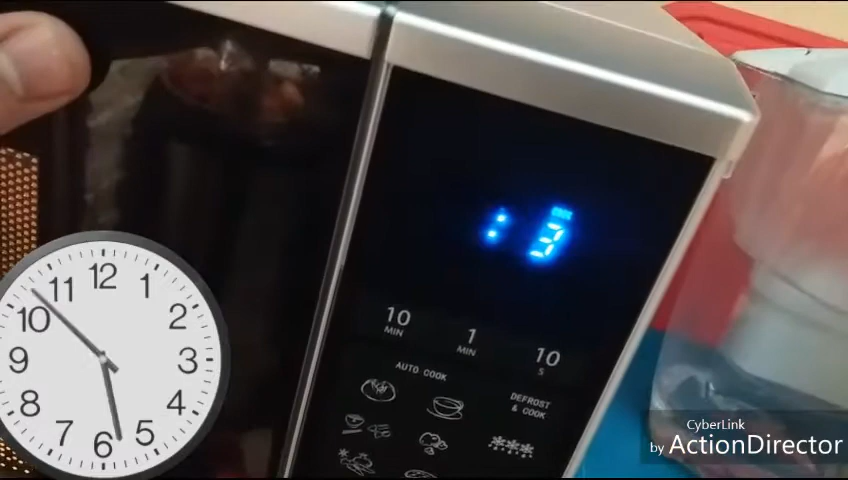 : 3
10
MIN
1
MIN
10
S
AUTO COOK
DEFROST
& COOK
12
1
2
3
4
5
6
7
8
9
10
11
CyberLink
by ActionDirector